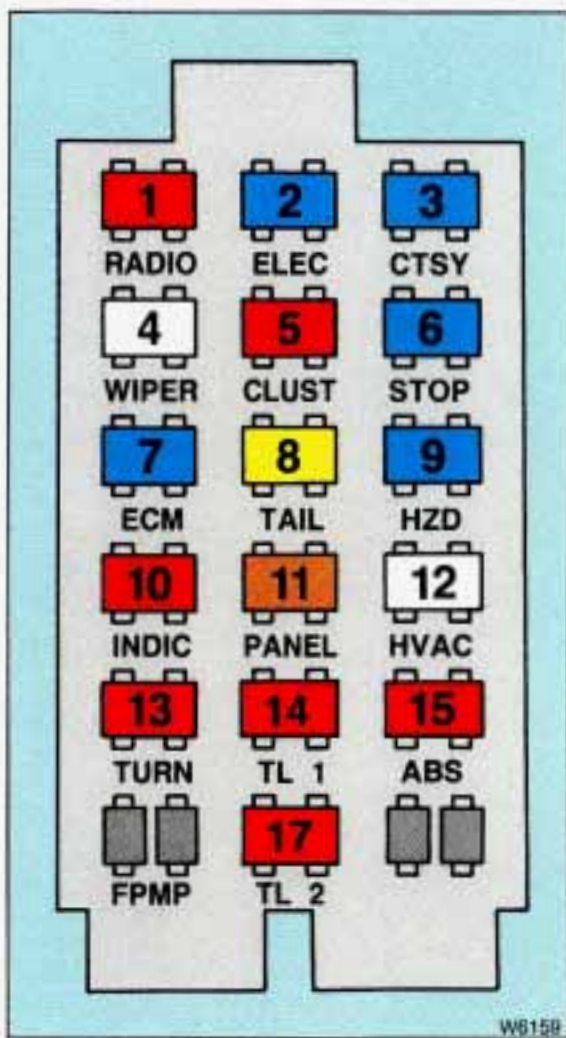 1 2 3
RADIO ELEC CTSY
4 5 6
WIPER CLUST STOP
7 8 9
ECM TAIL HZD
10 11 12
INDIC PANEL HVAC
13 14 15
TURN TL 1 ABS
17
FPMP TL 2
W6159